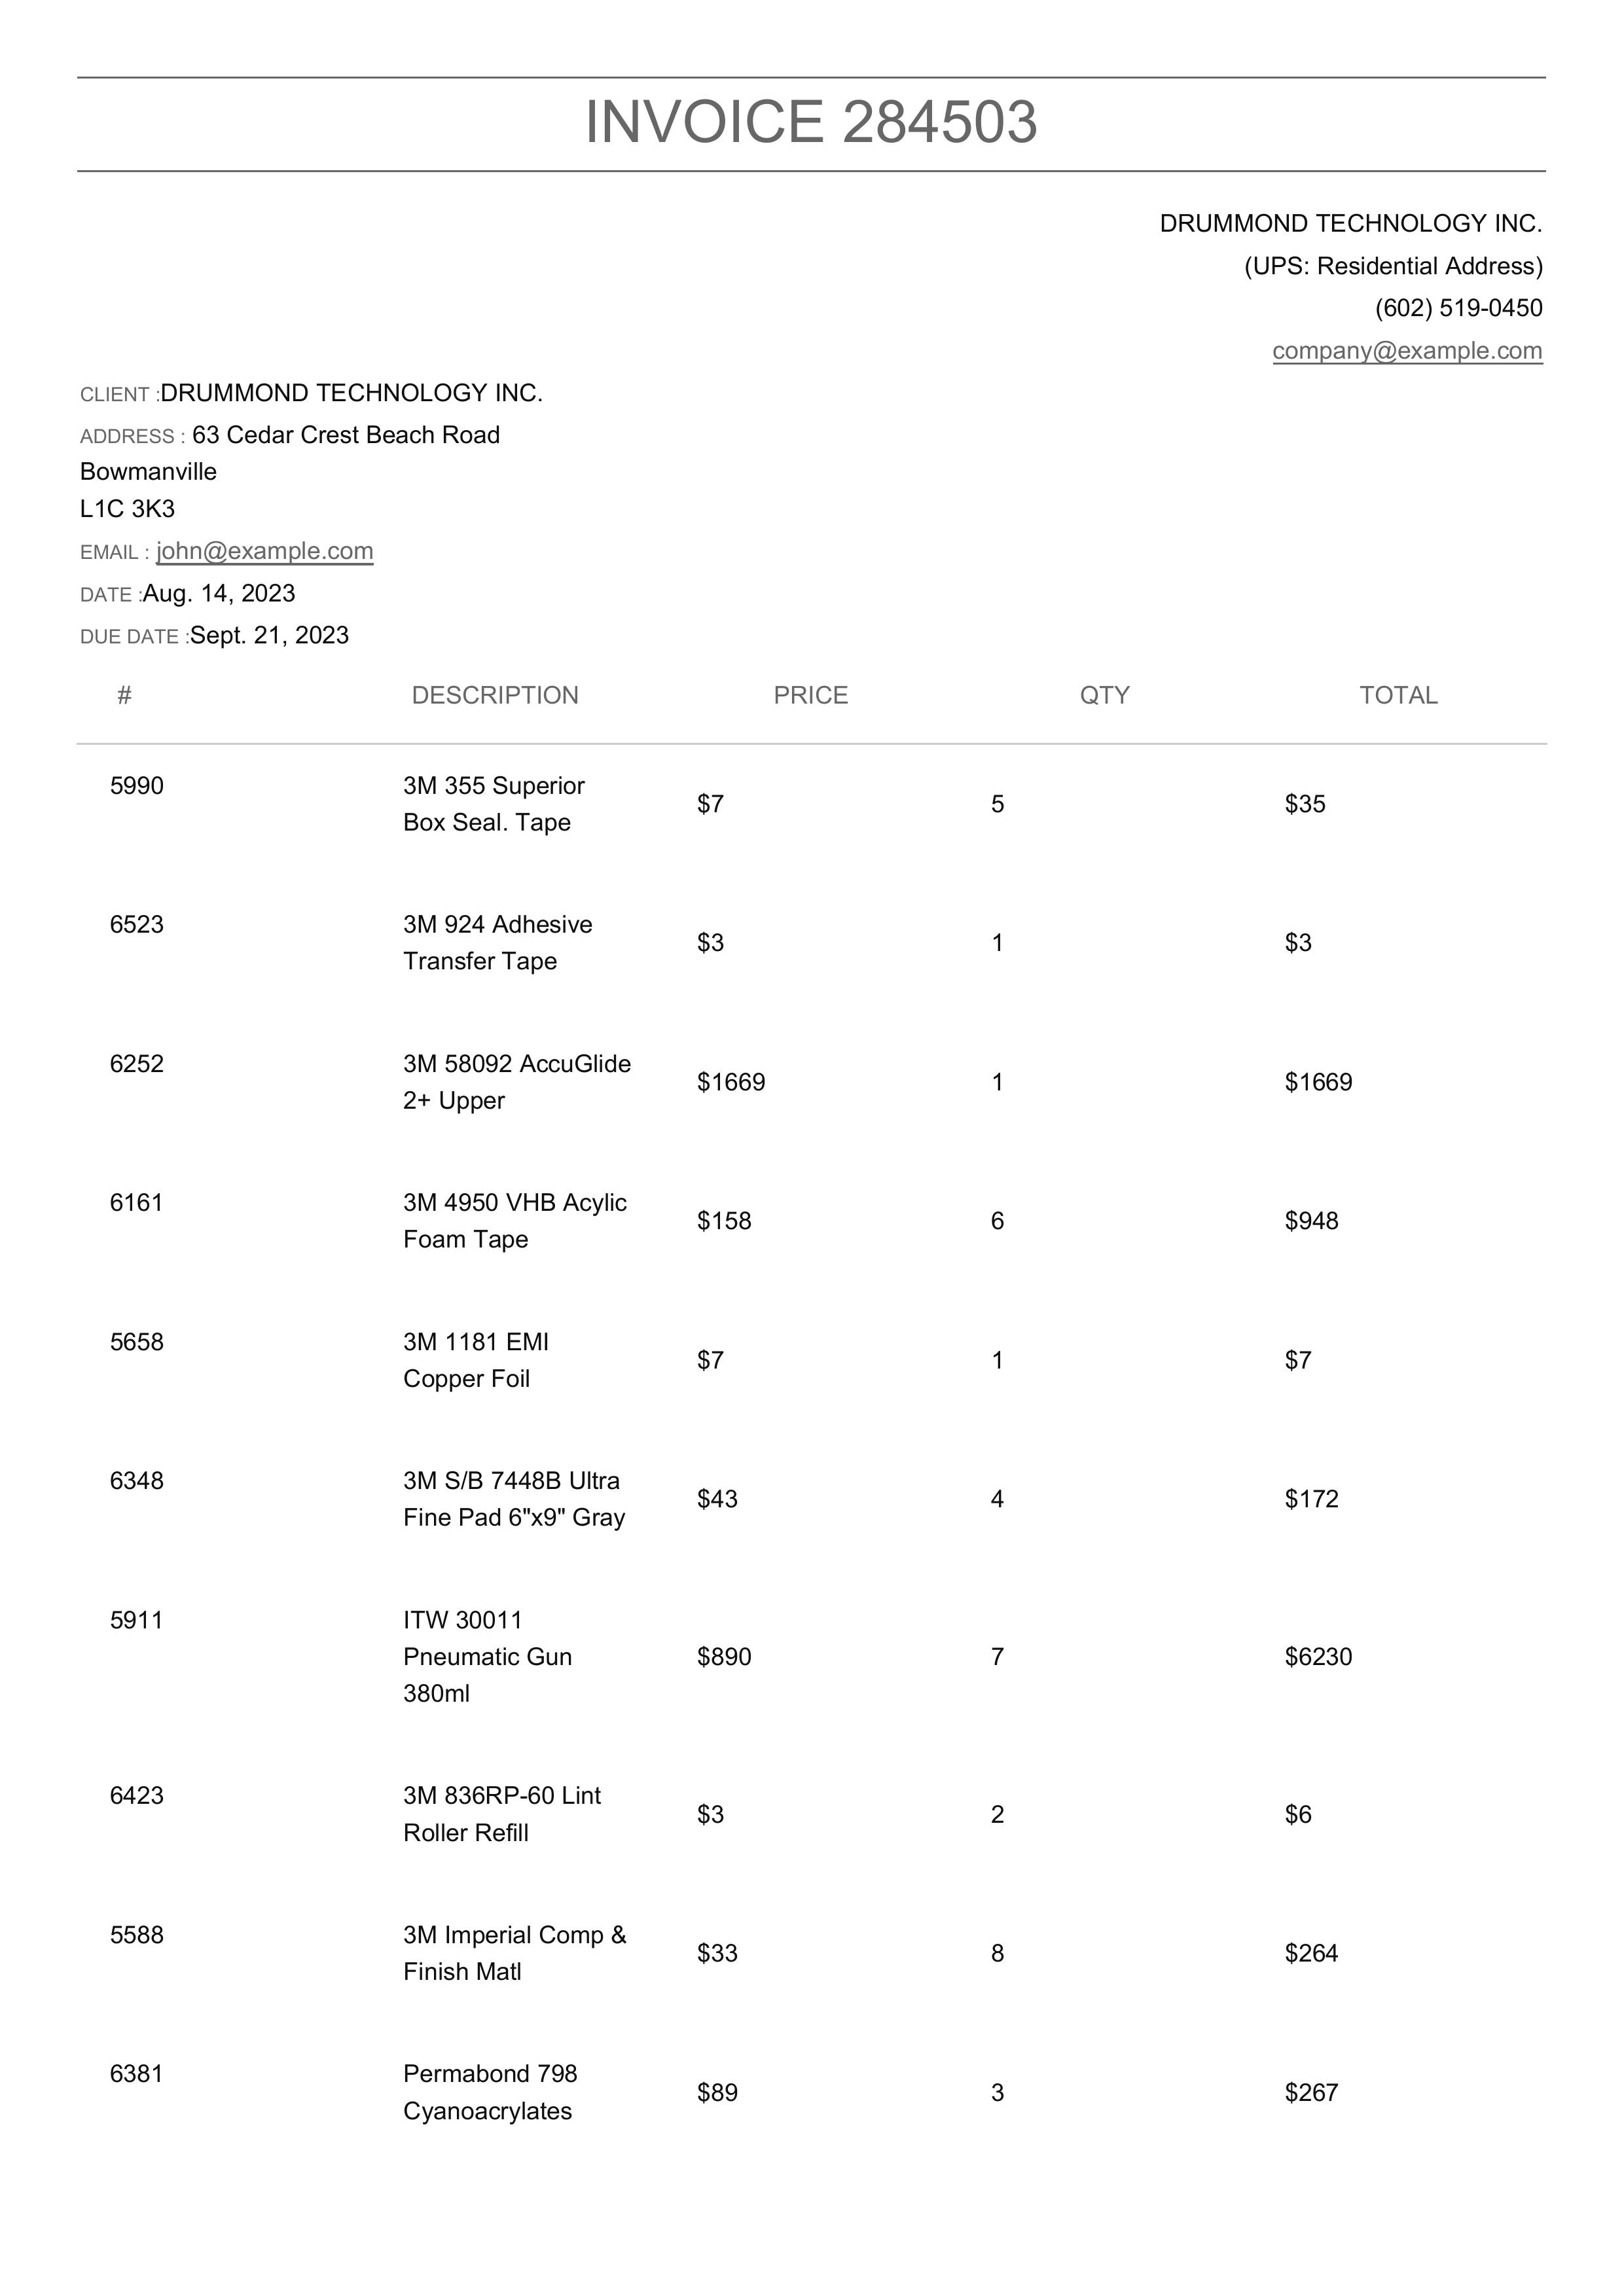 INVOICE 284503
DRUMMOND TECHNOLOGY INC.
(UPS: Residential Address)
(602) 519-0450
company@example.com
CLIENT :DRUMMOND TECHNOLOGY INC.
ADDRESS : 63 Cedar Crest Beach Road
Bowmanville
L1C 3K3
EMAIL : john@example.com
DATE :Aug. 14, 2023
DUE DATE :Sept. 21, 2023
# DESCRIPTION PRICE QTY TOTAL
5990 3M 355 Superior
Box Seal. Tape $7 5 $35
6523 3M 924 Adhesive
Transfer Tape $3 1 $3
6252 3M 58092 AccuGlide
2+ Upper $1669 1 $1669
6161 3M 4950 VHB Acylic
Foam Tape $158 6 $948
5658 3M 1181 EMI
Copper Foil $7 1 $7
6348 3M S/B 7448B Ultra
Fine Pad 6"x9" Gray $43 4 $172
5911 ITW 30011
Pneumatic Gun $890 7 $6230
380ml
6423 3M 836RP-60 Lint
Roller Refill $3 2 $6
5588 3M Imperial Comp &
Finish Matl $33 8 $264
6381 Permabond 798
Cyanoacrylates $89 3 $267